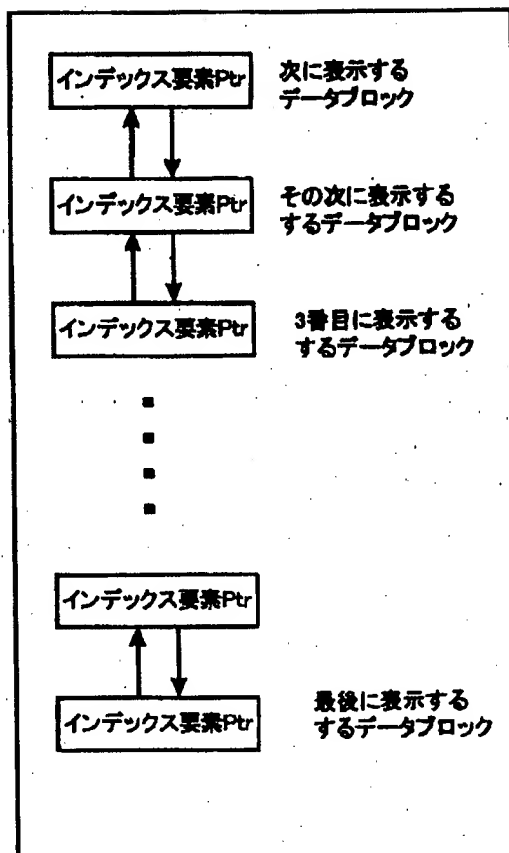 インデックス要素Ptr
次に表示する
データブロック
インデックス要素Ptr
その次に表示する
するデータブロック
インデックス要素Ptr
3番目に表示する
するデータブロック
インデックス要素Ptr
インデックス要素Ptr
最後に表示する
するデータブロック